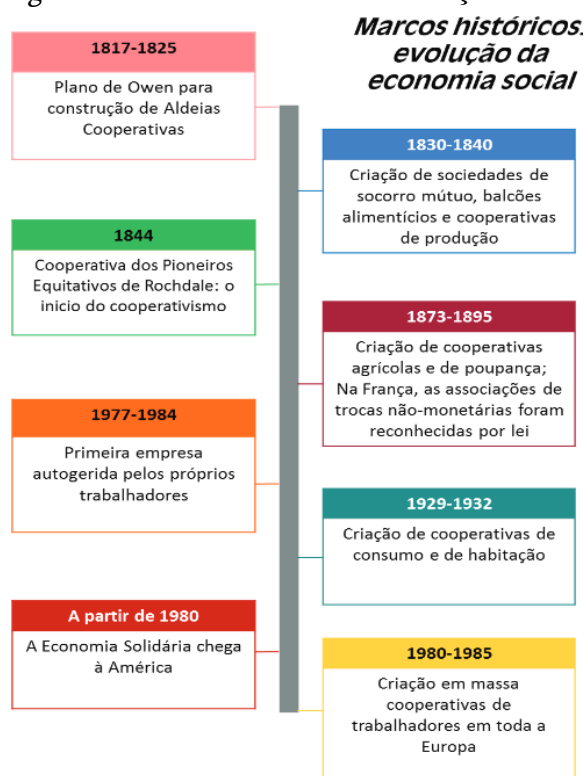 Marcos históricos:
evolução da
economia social
1817-1825
Plano de Owen para
construção de Aldeias
Cooperativas
1830-1840
Criação de sociedades de
socorro mútuo, balcões
alimentícios e cooperativas
de produção
1844
Cooperativa dos Pioneiros
Equitativos de Rochdale: o
inicio do cooperativismo
1873-1895
Criação de cooperativas
agrícolas e de poupança;
Na França, as associações de
trocas não-monetárias foram
reconhecidas por lei
1977-1984
Primeira empresa
autogerida pelos próprios
trabalhadores
1929-1932
Criação de cooperativas de
consumo e de habitação
A partir de 1980
A Economia Solidária chega
à América
1980-1985
Criação em massa
cooperativas de
trabalhadores em toda a
Europa